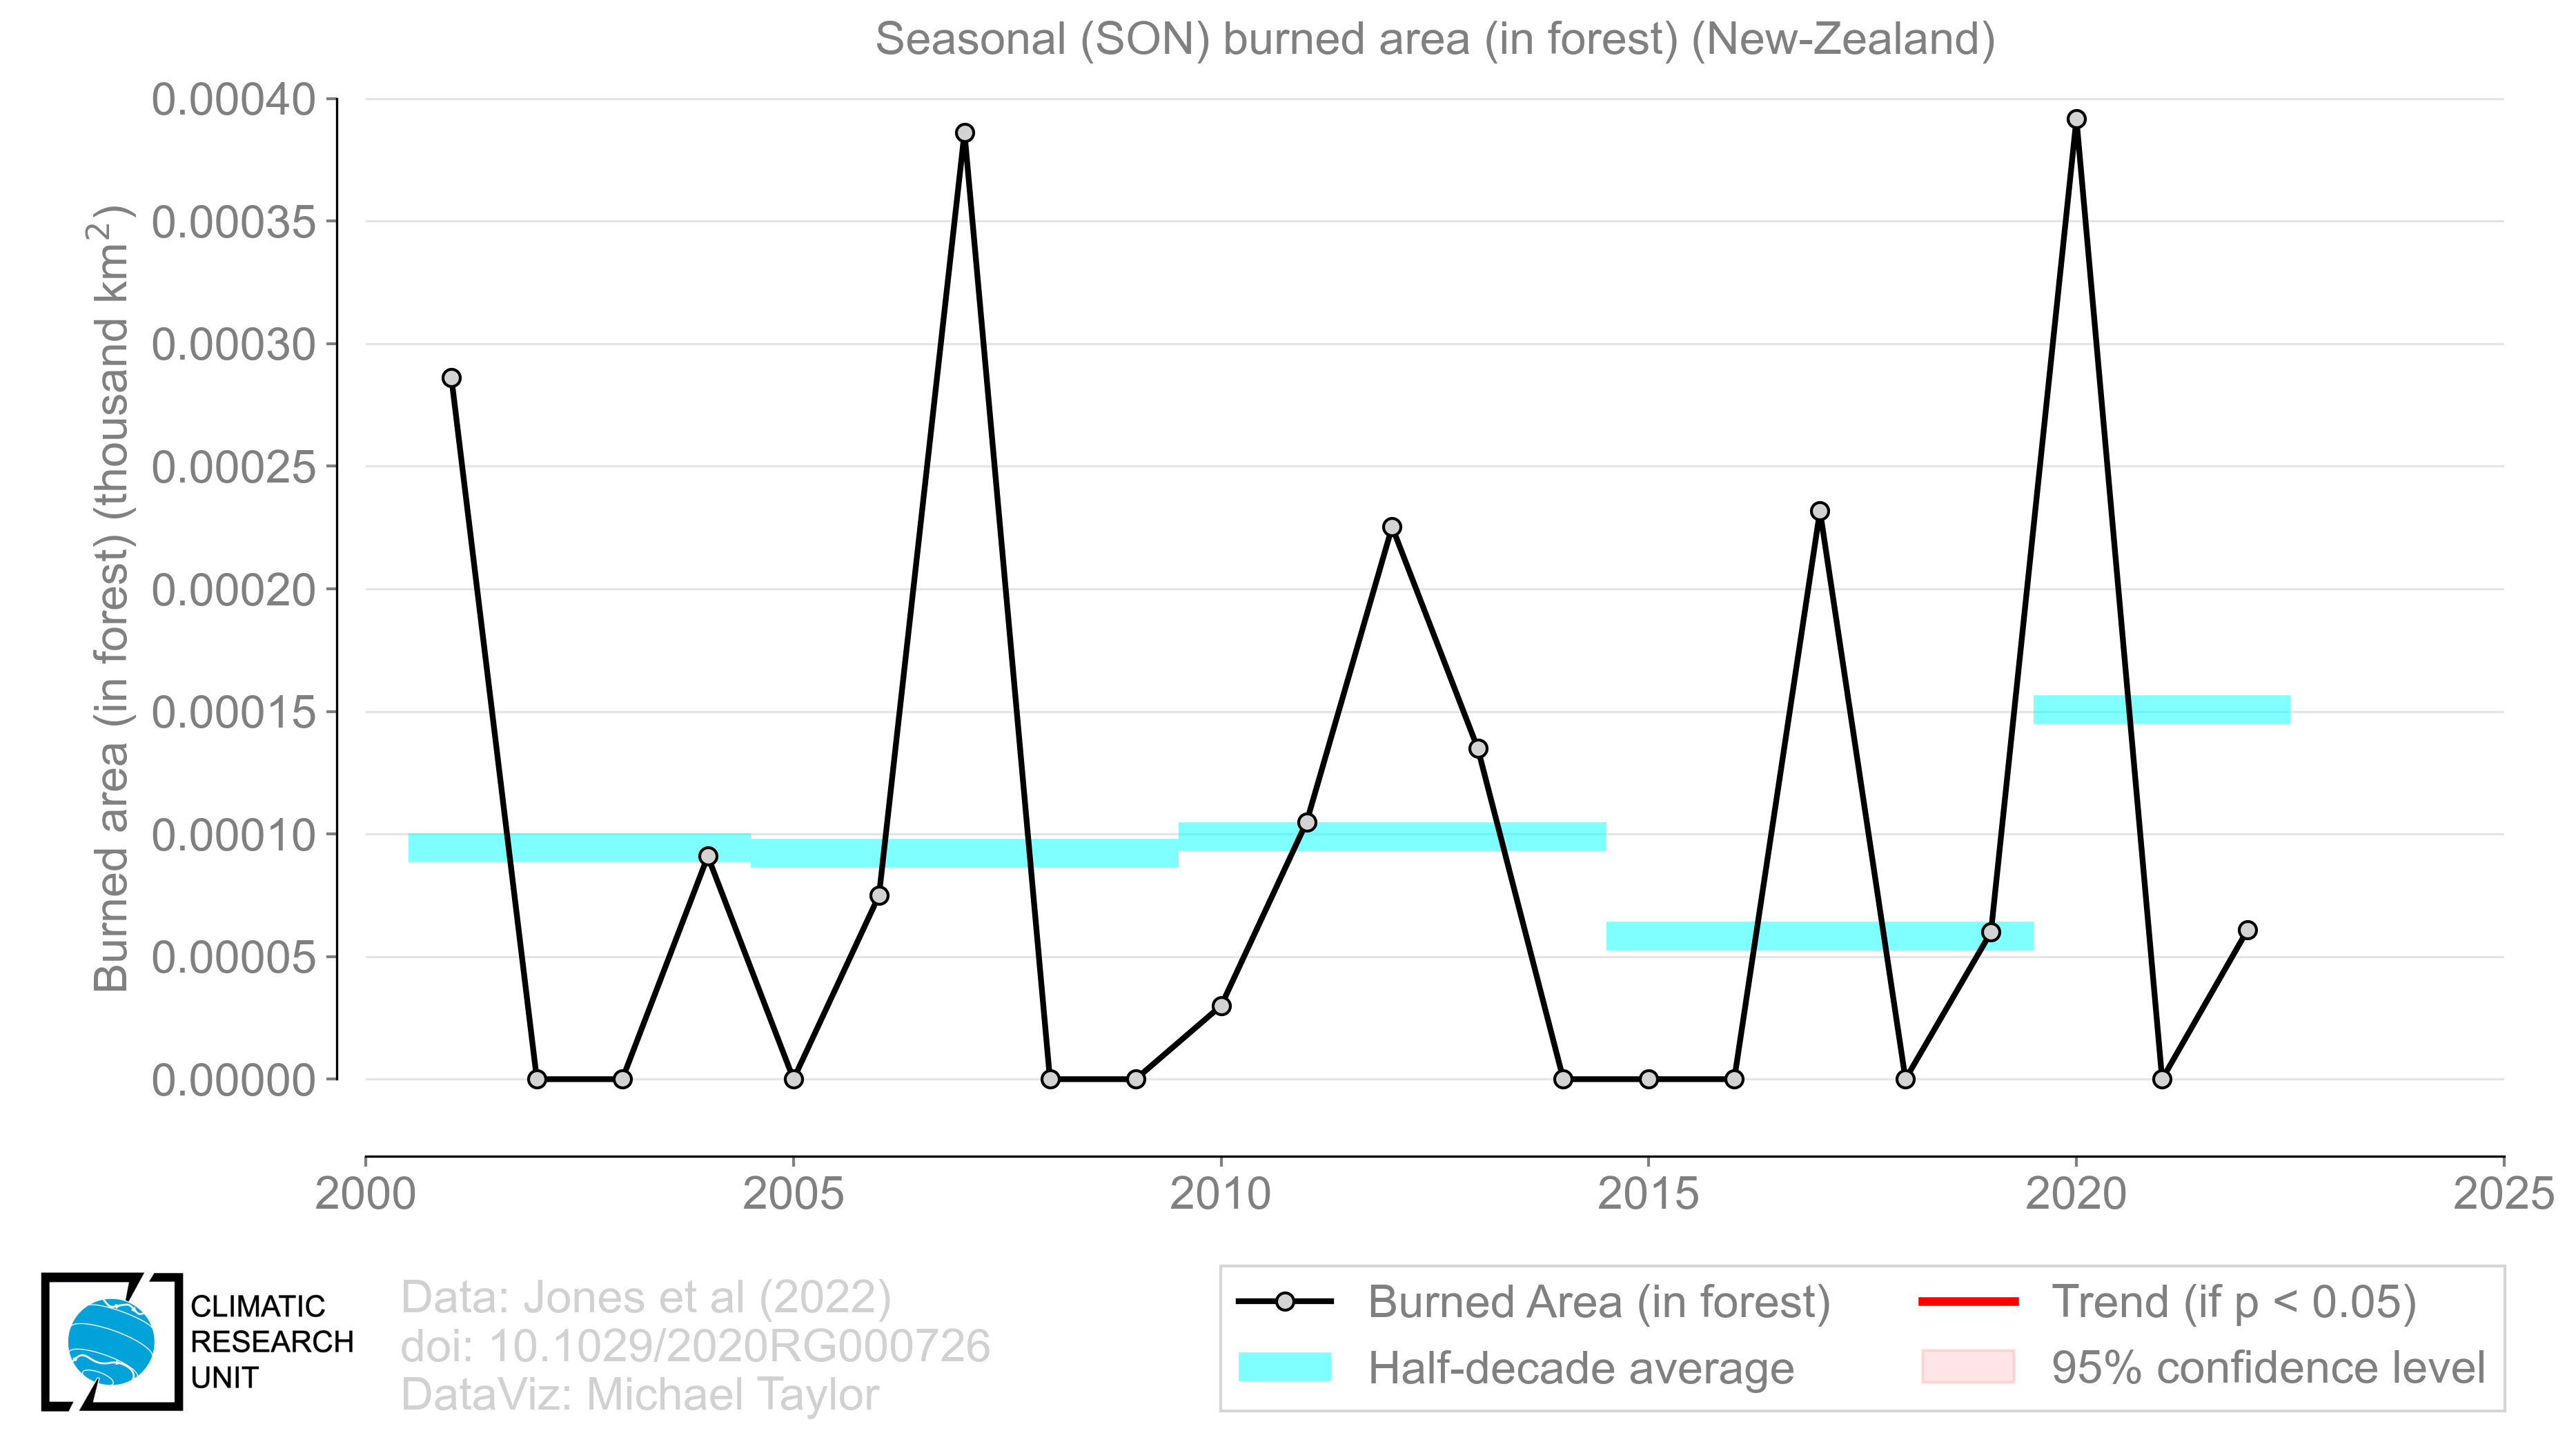 Seasonal (SON) burned area (in forest) (New-Zealand)
Burned area (in forest) (thousand km²)
0.00040
0.00035
0.00030
0.00025
0.00020
0.00015
0.00010
0.00005
0.00000
2000 2005 2010 2015 2020 2025
CLIMATIC
RESEARCH
UNIT
Data: Jones et al (2022)
doi: 10.1029/2020RG000726
DataViz: Michael Taylor
Burned Area (in forest)
Half-decade average
Trend (if p < 0.05)
95% confidence level